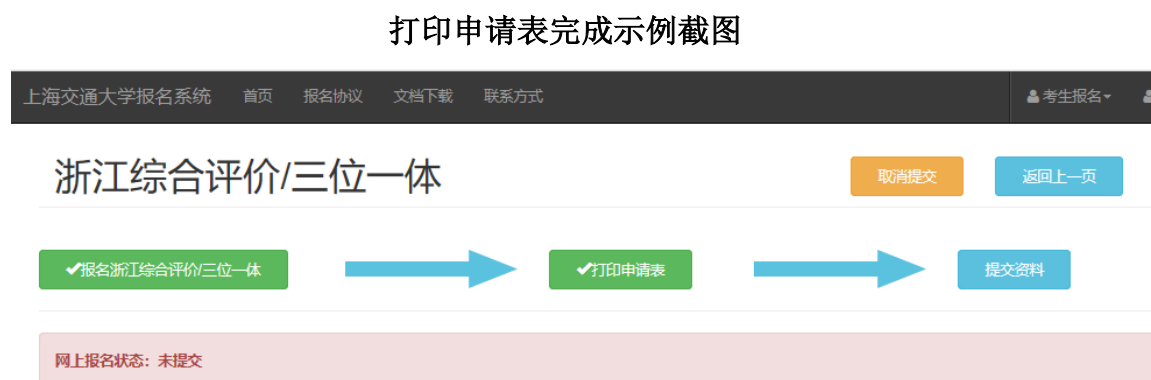 打印申请表完成示例截图
上海交通大学报名系统 首页 报名协议 文档下载 联系方式 考生报名
浙江综合评价/三位一体 取消提交 返回上一页
报名浙江综合评价/三位一体 打印申请表 提交资料
网上报名状态：未提交